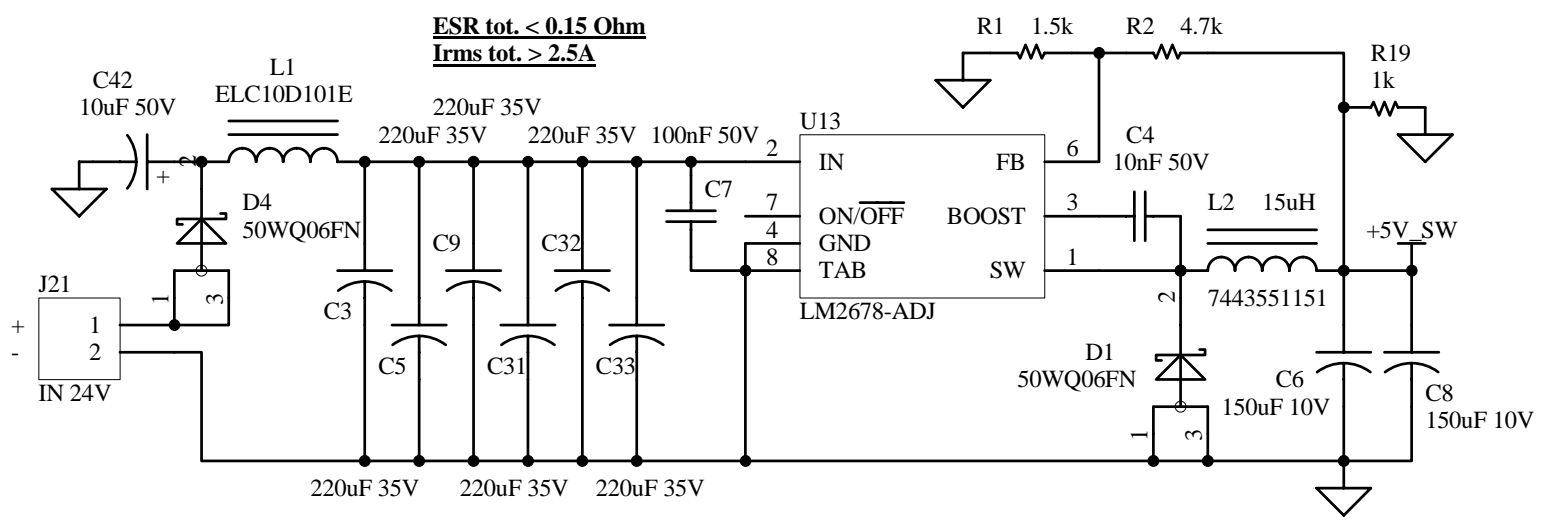 ESR tot. < 0.15 Ohm
Irms tot. > 2.5A
R1 1.5k
R2 4.7k
R19
1k
C42
10uF 50V
L1
ELC10D101E
220uF 35V
220uF 35V
220uF 35V
100nF 50V
U13
2 IN
FB 6
7 ON/OFF
BOOST 3
4 GND
8 TAB
SW 1
LM2678-ADJ
C4
10nF 50V
L2 15uH
7443551151
+5V_SW
2
+
D4
50WQ06FN
C7
C9
C32
C3
C5
C31
C33
J21
1
3
+ 1
- 2
IN 24V
2
D1
50WQ06FN
1
3
C6
150uF 10V
C8
150uF 10V
220uF 35V
220uF 35V
220uF 35V